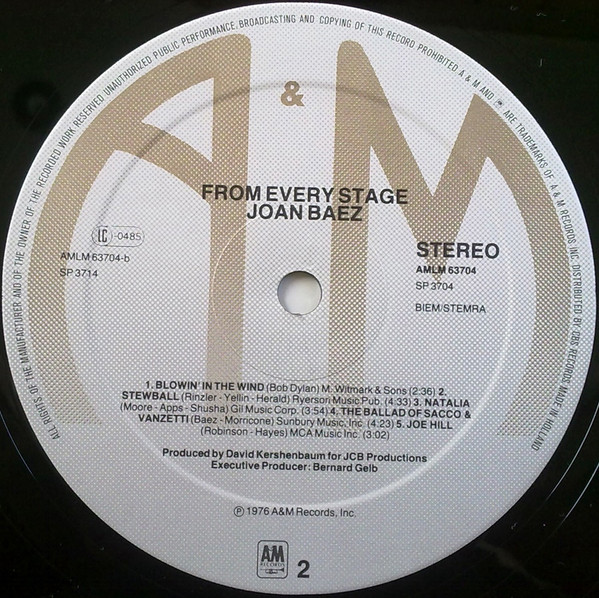 ALL RIGHTS OF THE MANUFACTURER AND OF THE OWNER OF THE RECORDED WORK RESERVED UNAUTHORIZED PUBLIC PERFORMANCE, BROADCASTING AND COPYING OF THIS RECORD PROHIBITED A & M AND ARE TRADEMARKS OF A & M RECORDS INC. DISTRIBUTED BY CBS RECORDS MADE IN HOLLAND
A & M
FROM EVERY STAGE
JOAN BAEZ
LC -0485
AMLM 63704-b
SP 3714
STEREO
AMLM 63704
SP 3704
BIEM/STEMRA
1. BLOWIN' IN THE WIND (Bob Dylan) M. Witmark & Sons (2:36) 2.
STEWBALL (Rinzler - Yellin - Herald) Ryerson Music Pub. (4:33) 3. NATALIA
(Moore - Apps - Shusha) Gil Music Corp. (3:54) 4. THE BALLAD OF SACCO &
VANZETTI (Baez - Morricone) Sunbury Music, Inc. (4:23) 5. JOE HILL
(Robinson - Hayes) MCA Music Inc. (3:02)
Produced by David Kershenbaum for JCB Productions
Executive Producer: Bernard Gelb
℗ 1976 A&M Records, Inc.
AM
RECORDS
2